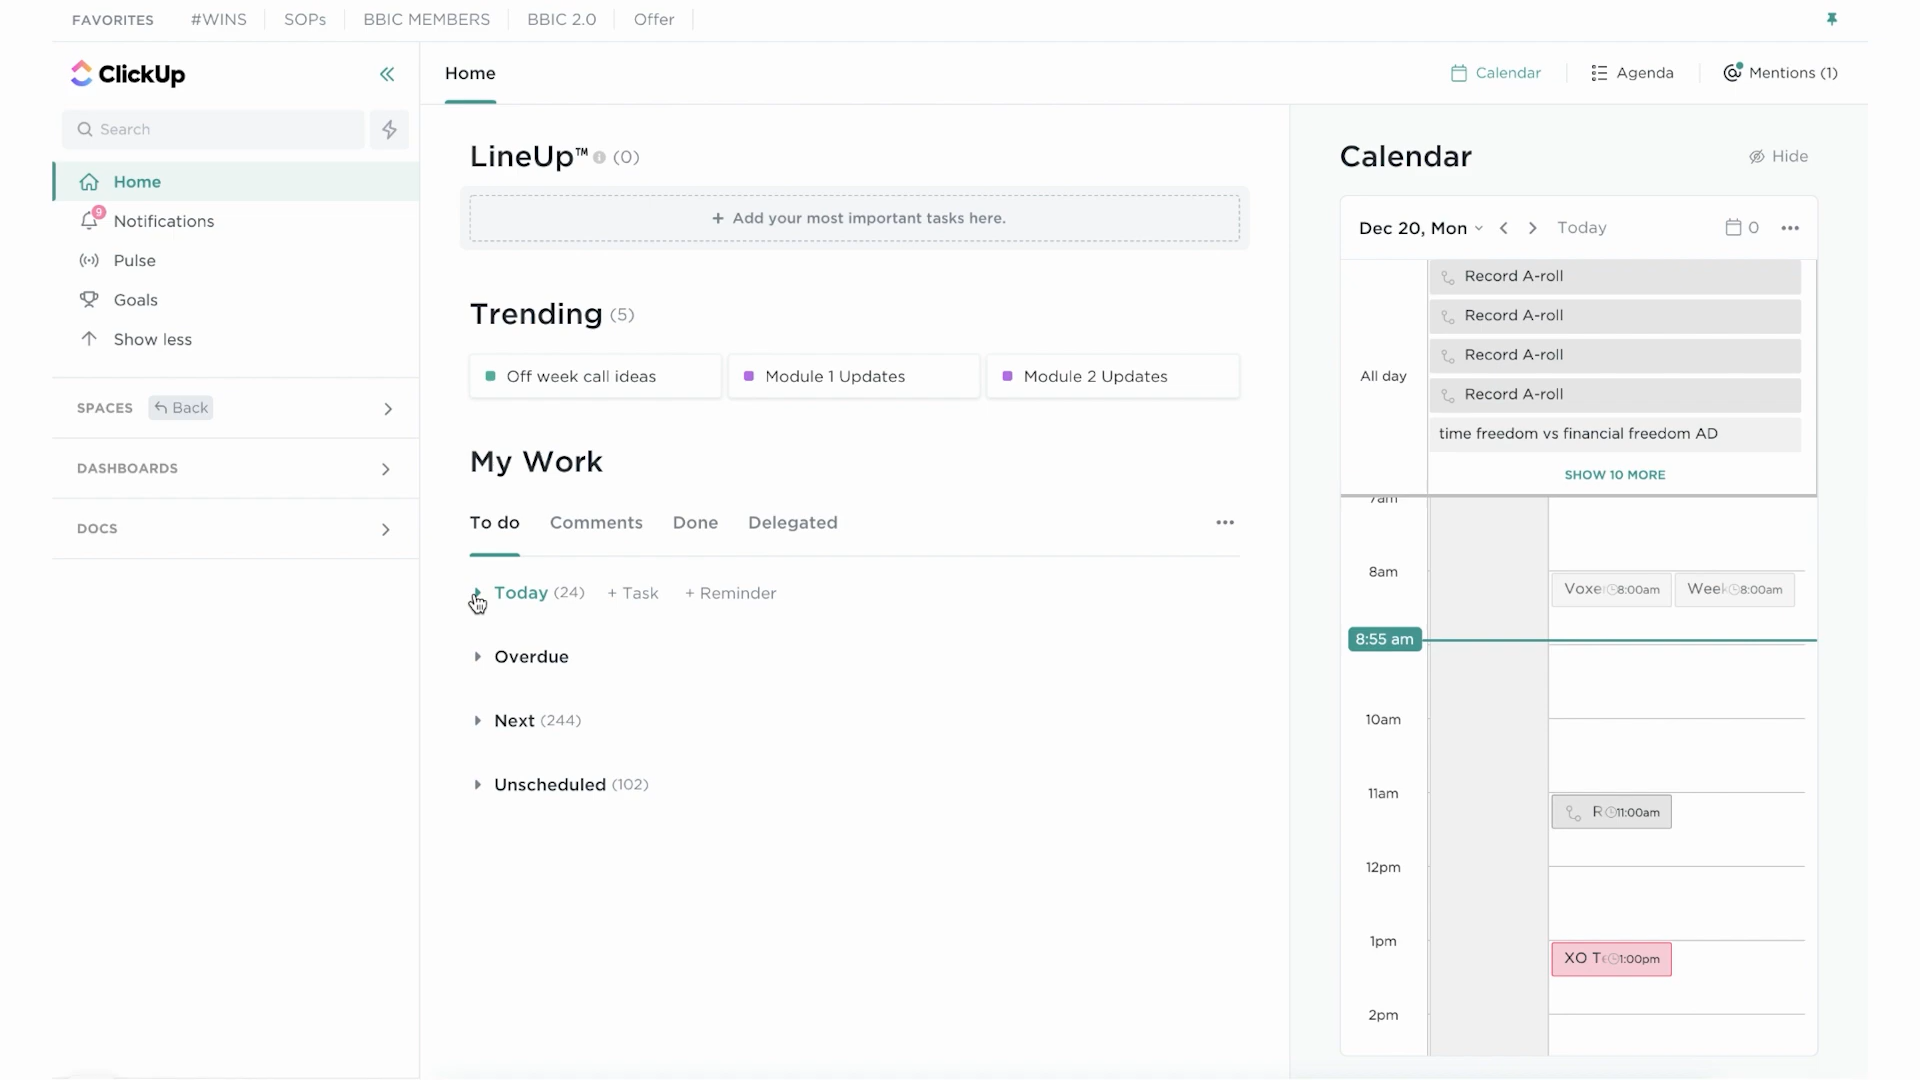 FAVORITES #WINS SOPs BBIC MEMBERS BBIC 2.0 Offer
ClickUp
Search
Home
9
Notifications
Pulse
Goals
Show less
SPACES Back
DASHBOARDS
DOCS
Home
Calendar Agenda Mentions (1)
LineUp™ (0)
+ Add your most important tasks here.
Trending (5)
Off week call ideas Module 1 Updates Module 2 Updates
My Work
To do Comments Done Delegated
Today (24) + Task + Reminder
Overdue
Next (244)
Unscheduled (102)
Calendar Hide
Dec 20, Mon Today 0
All day
Record A-roll
Record A-roll
Record A-roll
Record A-roll
time freedom vs financial freedom AD
SHOW 10 MORE
7am
8am
Voxe 8:00am Week 8:00am
8:55 am
10am
11am
R 11:00am
12pm
1pm
XO T 1:00pm
2pm